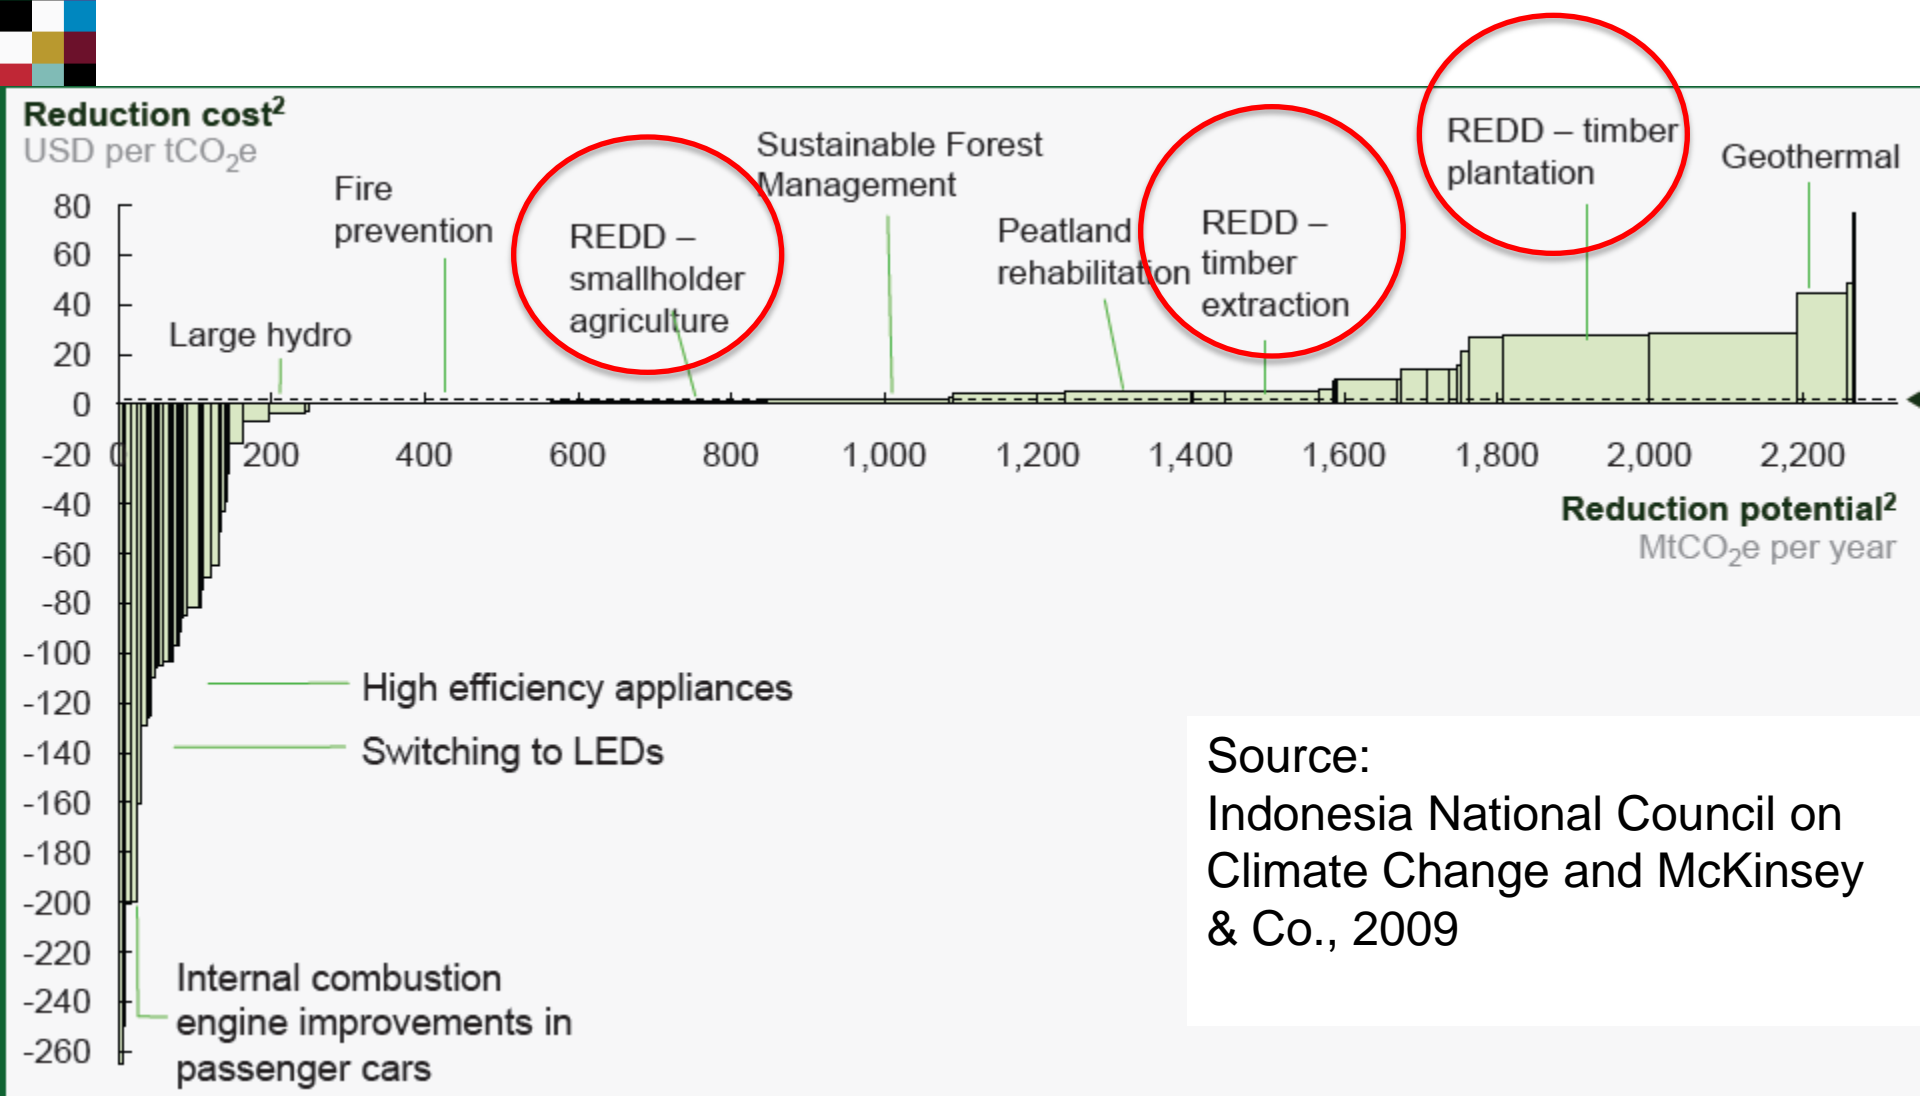 Reduction cost2
USD per tCO2e
Fire
prevention
REDD –
smallholder
agriculture
Sustainable Forest
Management
Peatland
rehabilitation
REDD –
timber
extraction
REDD – timber
plantation
Geothermal
Large hydro
80
60
40
20
0
-20
-40
-60
-80
-100
-120
-140
-160
-180
-200
-220
-240
-260
0 200 400 600 800 1,000 1,200 1,400 1,600 1,800 2,000 2,200
Reduction potential2
MtCO2e per year
High efficiency appliances
Switching to LEDs
Internal combustion
engine improvements in
passenger cars
Source:
Indonesia National Council on
Climate Change and McKinsey
& Co., 2009